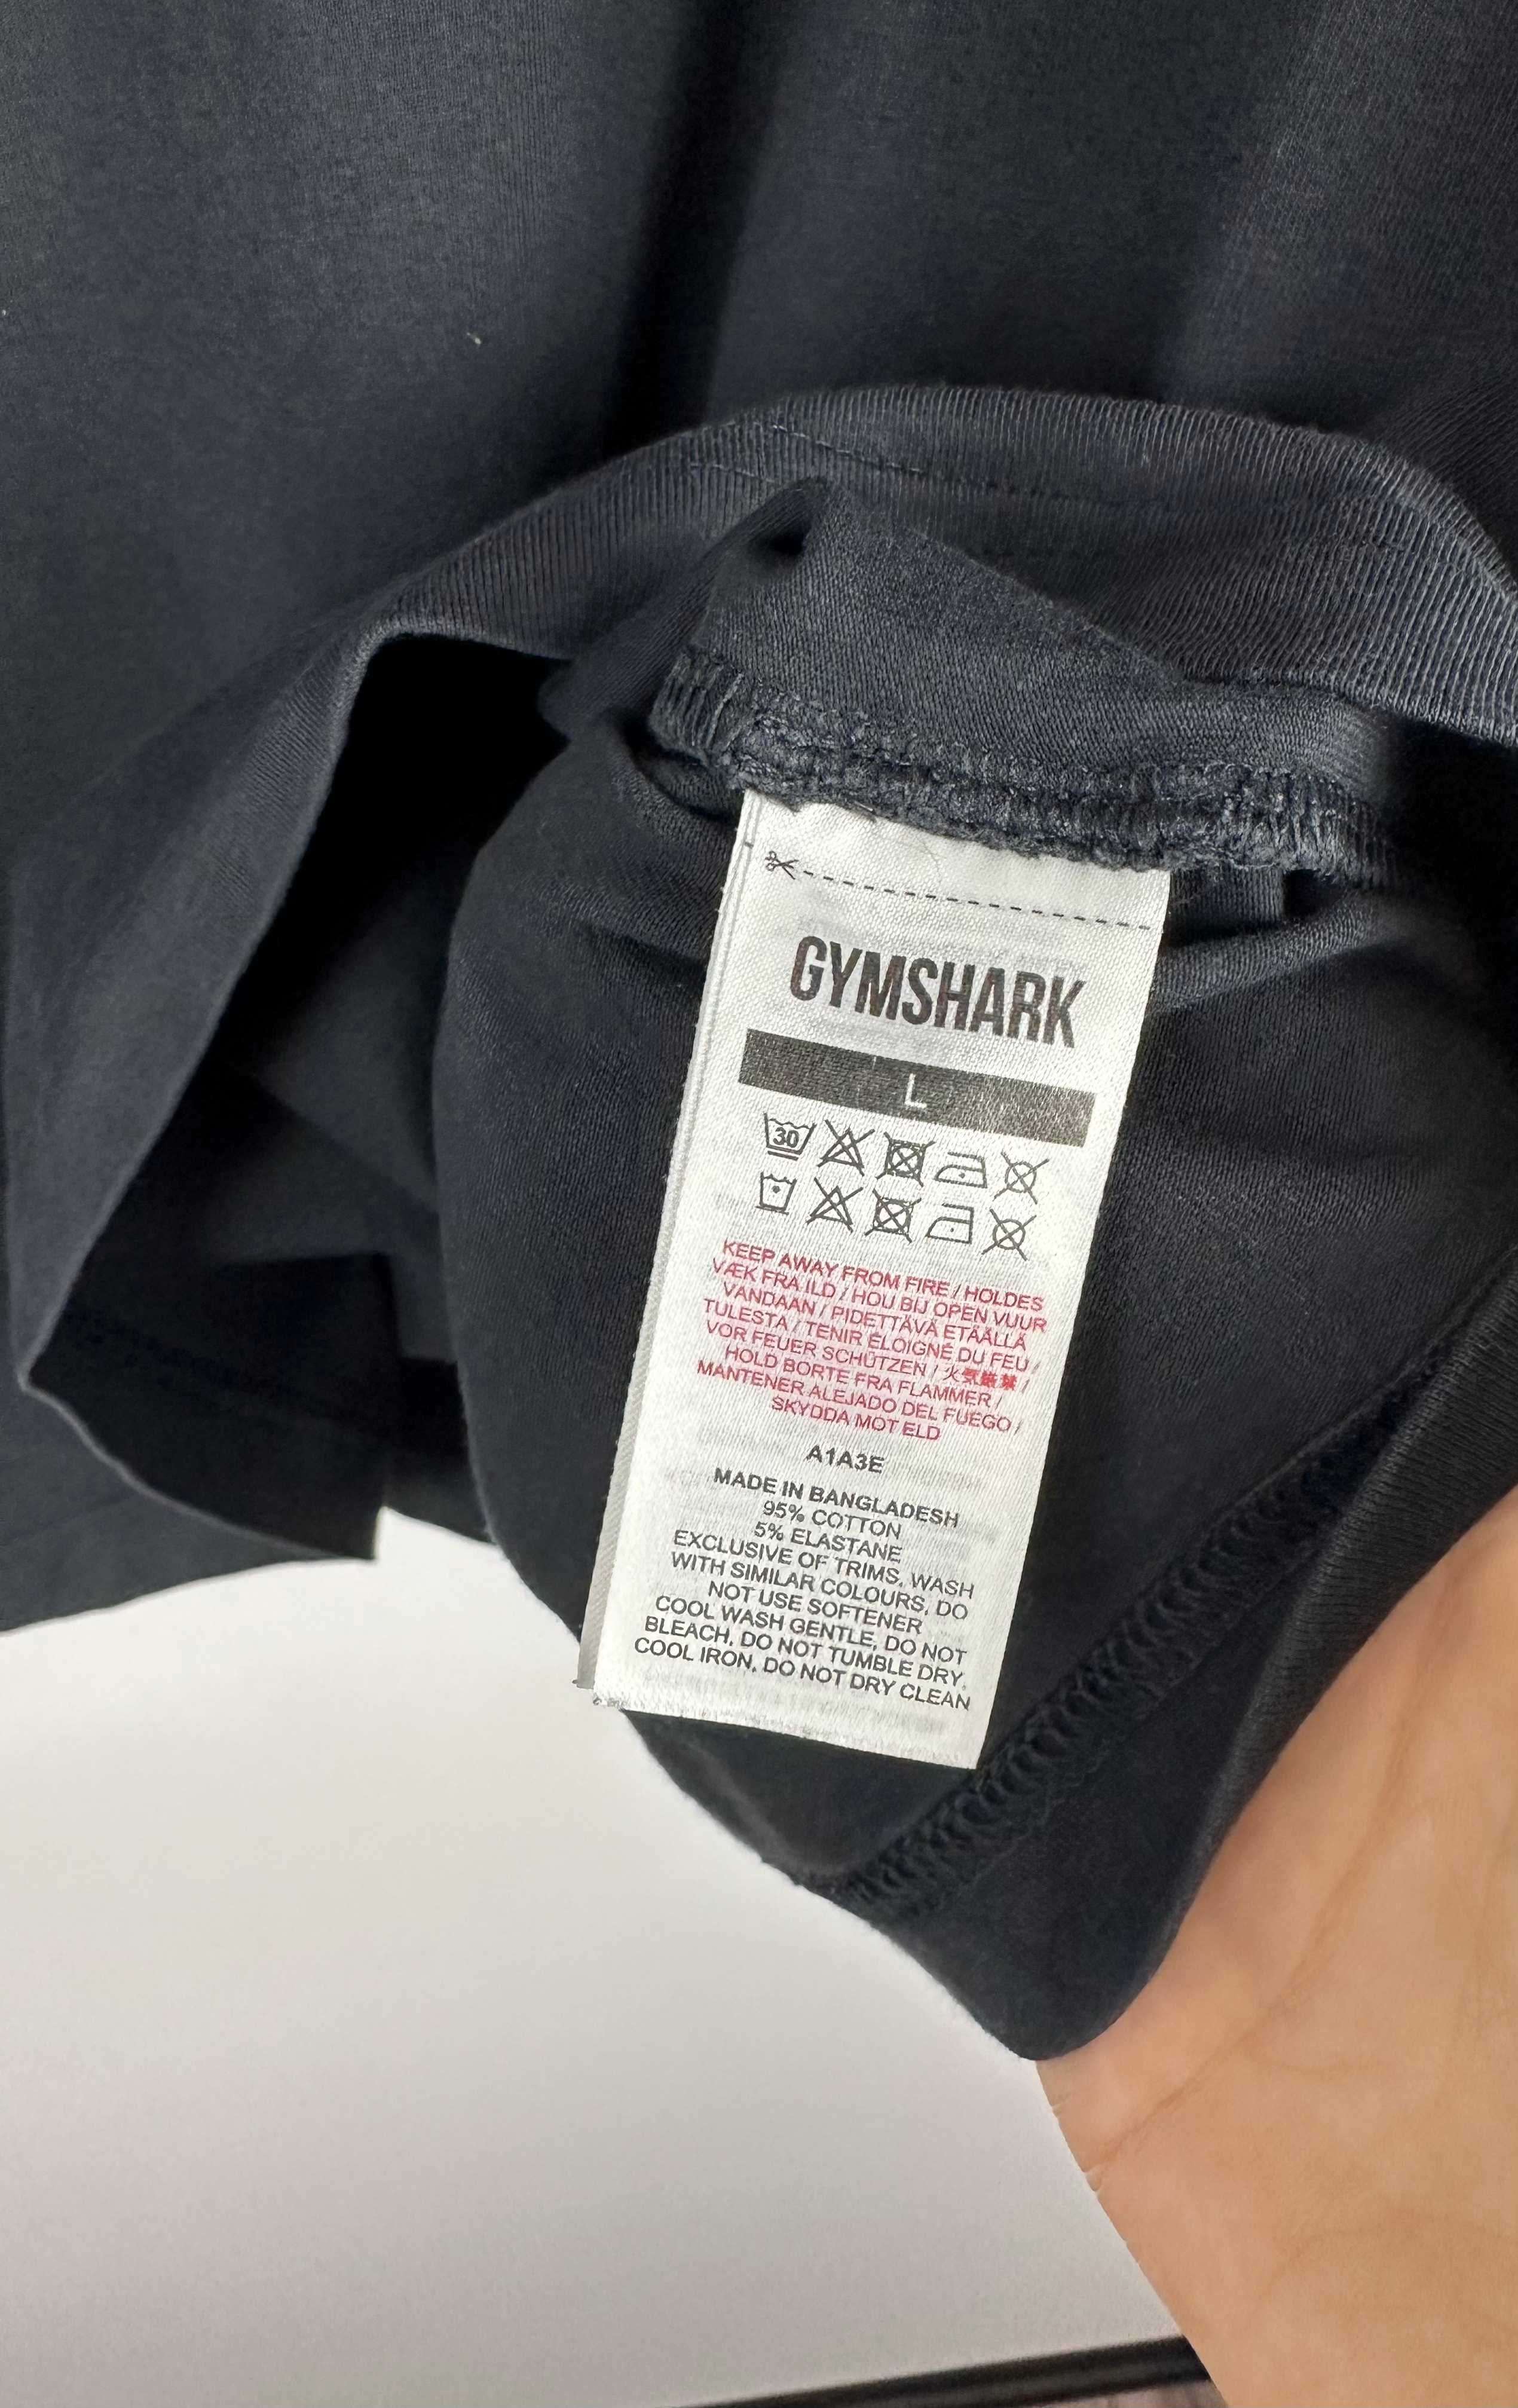 GYMSHARK
L
30
KEEP AWAY FROM FIRE / HOLDES
VÆK FRA ILD / HOU BIJ OPEN VUUR
VANDAAN / PIDETTÄVÄ ETÄÄLLÄ
TULESTA / TENIR ÉLOIGNÉ DU FEU /
VOR FEUER SCHÜTZEN / 火気厳禁 /
HOLD BORTE FRA FLAMMER /
MANTENER ALEJADO DEL FUEGO /
SKYDDA MOT ELD
A1A3E
MADE IN BANGLADESH
95% COTTON
5% ELASTANE
EXCLUSIVE OF TRIMS, WASH
WITH SIMILAR COLOURS, DO
NOT USE SOFTENER
COOL WASH GENTLE, DO NOT
BLEACH, DO NOT TUMBLE DRY,
COOL IRON, DO NOT DRY CLEAN